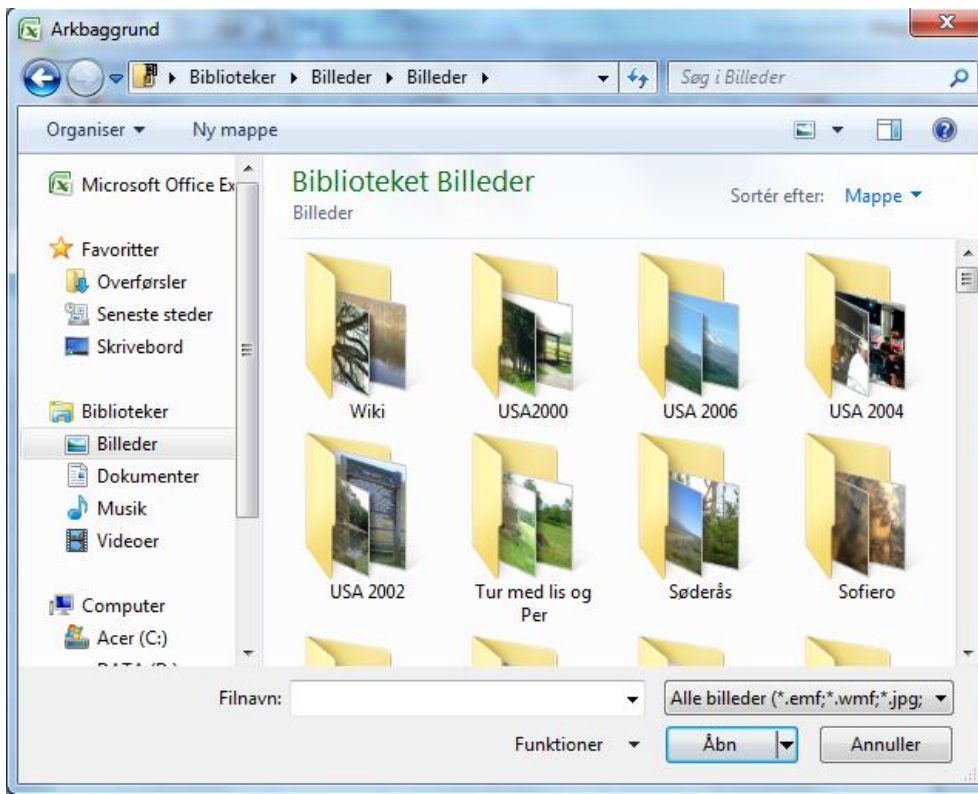 Arkbaggrund
Biblioteker Billeder Billeder
Søg i Billeder
Organiser Ny mappe
Microsoft Office Ex
Favoritter
Overførsler
Seneste steder
Skrivebord
Biblioteker
Billeder
Dokumenter
Musik
Videoer
Computer
Acer (C:)
Biblioteket Billeder
Billeder
Sortér efter: Mappe
Wiki
USA2000
USA 2006
USA 2004
USA 2002
Tur med lis og
Per
Søderås
Sofiero
Filnavn:
Alle billeder (*.emf;*.wmf;*.jpg;
Funktioner
Åbn
Annuller